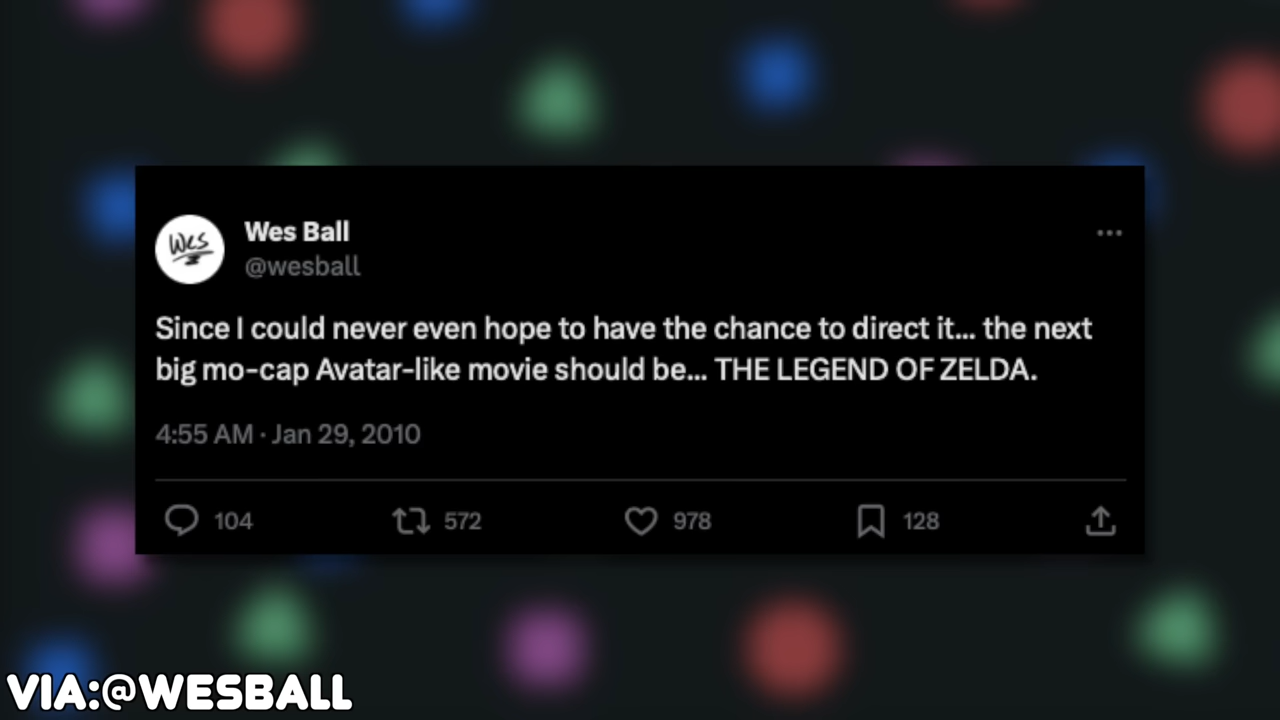 Wes
Wes Ball
@wesball
Since I could never even hope to have the chance to direct it... the next
big mo-cap Avatar-like movie should be... THE LEGEND OF ZELDA.
4:55 AM · Jan 29, 2010
104 572 978 128
VIA:@WESBALL